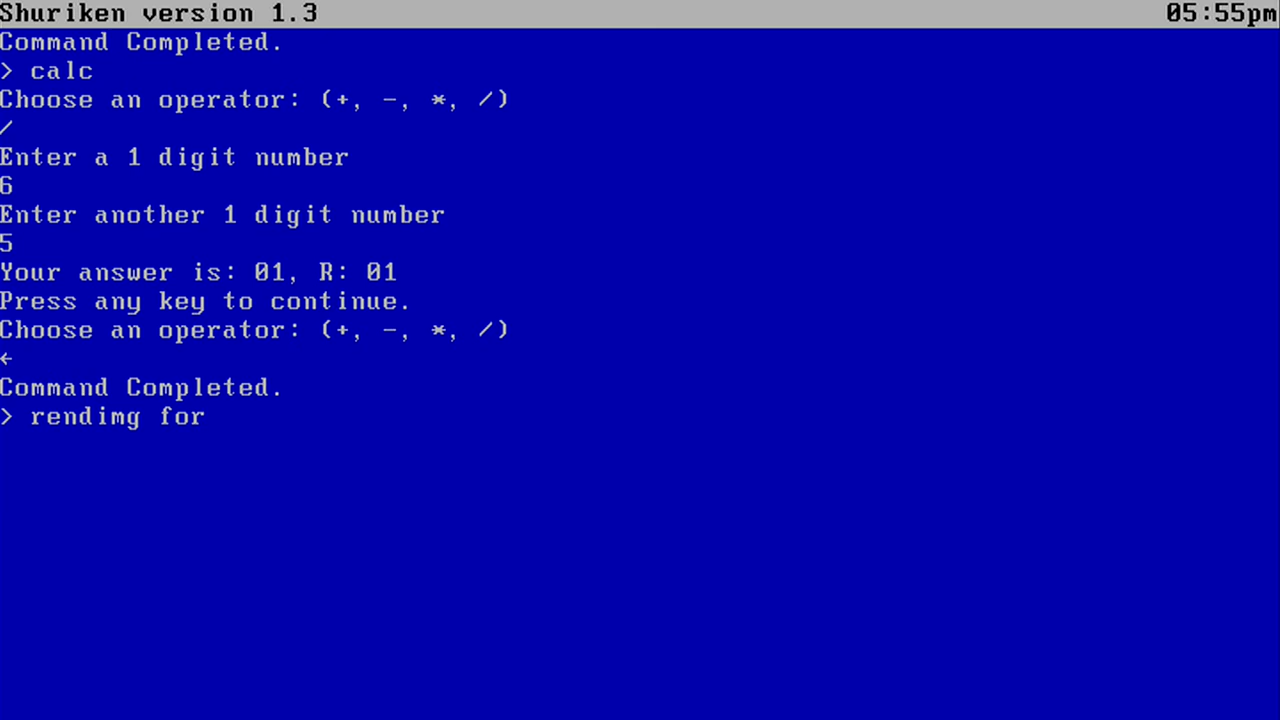 Shuriken version 1.3 05:55pm
Command Completed.
> calc
Choose an operator: (+, -, *, /)
/
Enter a 1 digit number
6
Enter another 1 digit number
5
Your answer is: 01, R: 01
Press any key to continue.
Choose an operator: (+, -, *, /)
←
Command Completed.
> rendimg for